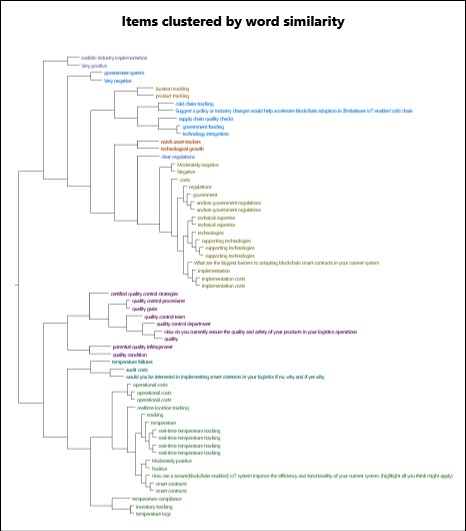 Items clustered by word similarity
realistic industry implementation
Very positive
government system
Very negative
location tracking
product tracking
cold chain tracking
Suggest a policy or industry changes would help accelerate blockchain adoption in Zimbabwes IoT enabled cold chain
supply chain quality checks
government funding
technology integration
reach asset trackers
technological growth
clear regulations
Moderately negative
Negative
costs
regulations
government
unclear government regulations
unclear government regulations
technical expertise
technical expertise
technologies
supporting technologies
supporting technologies
supporting technologies
What are the biggest barriers to adopting blockchain smart contracts in your current system
implementation
implementation costs
implementation costs
certified quality control strategies
quality control procedures
quality goals
quality control team
quality control department
How do you currently ensure the quality and safety of your products in your logistics operations
quality
potential quality infringement
quality condition
temperature failures
audit costs
would you be interested in implementing smart contracts in your logistics if no, why and if yes why
operational costs
operational costs
operational costs
realtime location tracking
tracking
temperature
real-time temperature tracking
real-time temperature tracking
real-time temperature tracking
real-time temperature tracking
Moderately positive
Positive
How can a secure(blockchain enabled) IoT system improve the efficiency and functionality of your current system. (highlight all you think might apply)
smart contracts
smart contracts
temperature compliance
inventory tracking
temperature logs